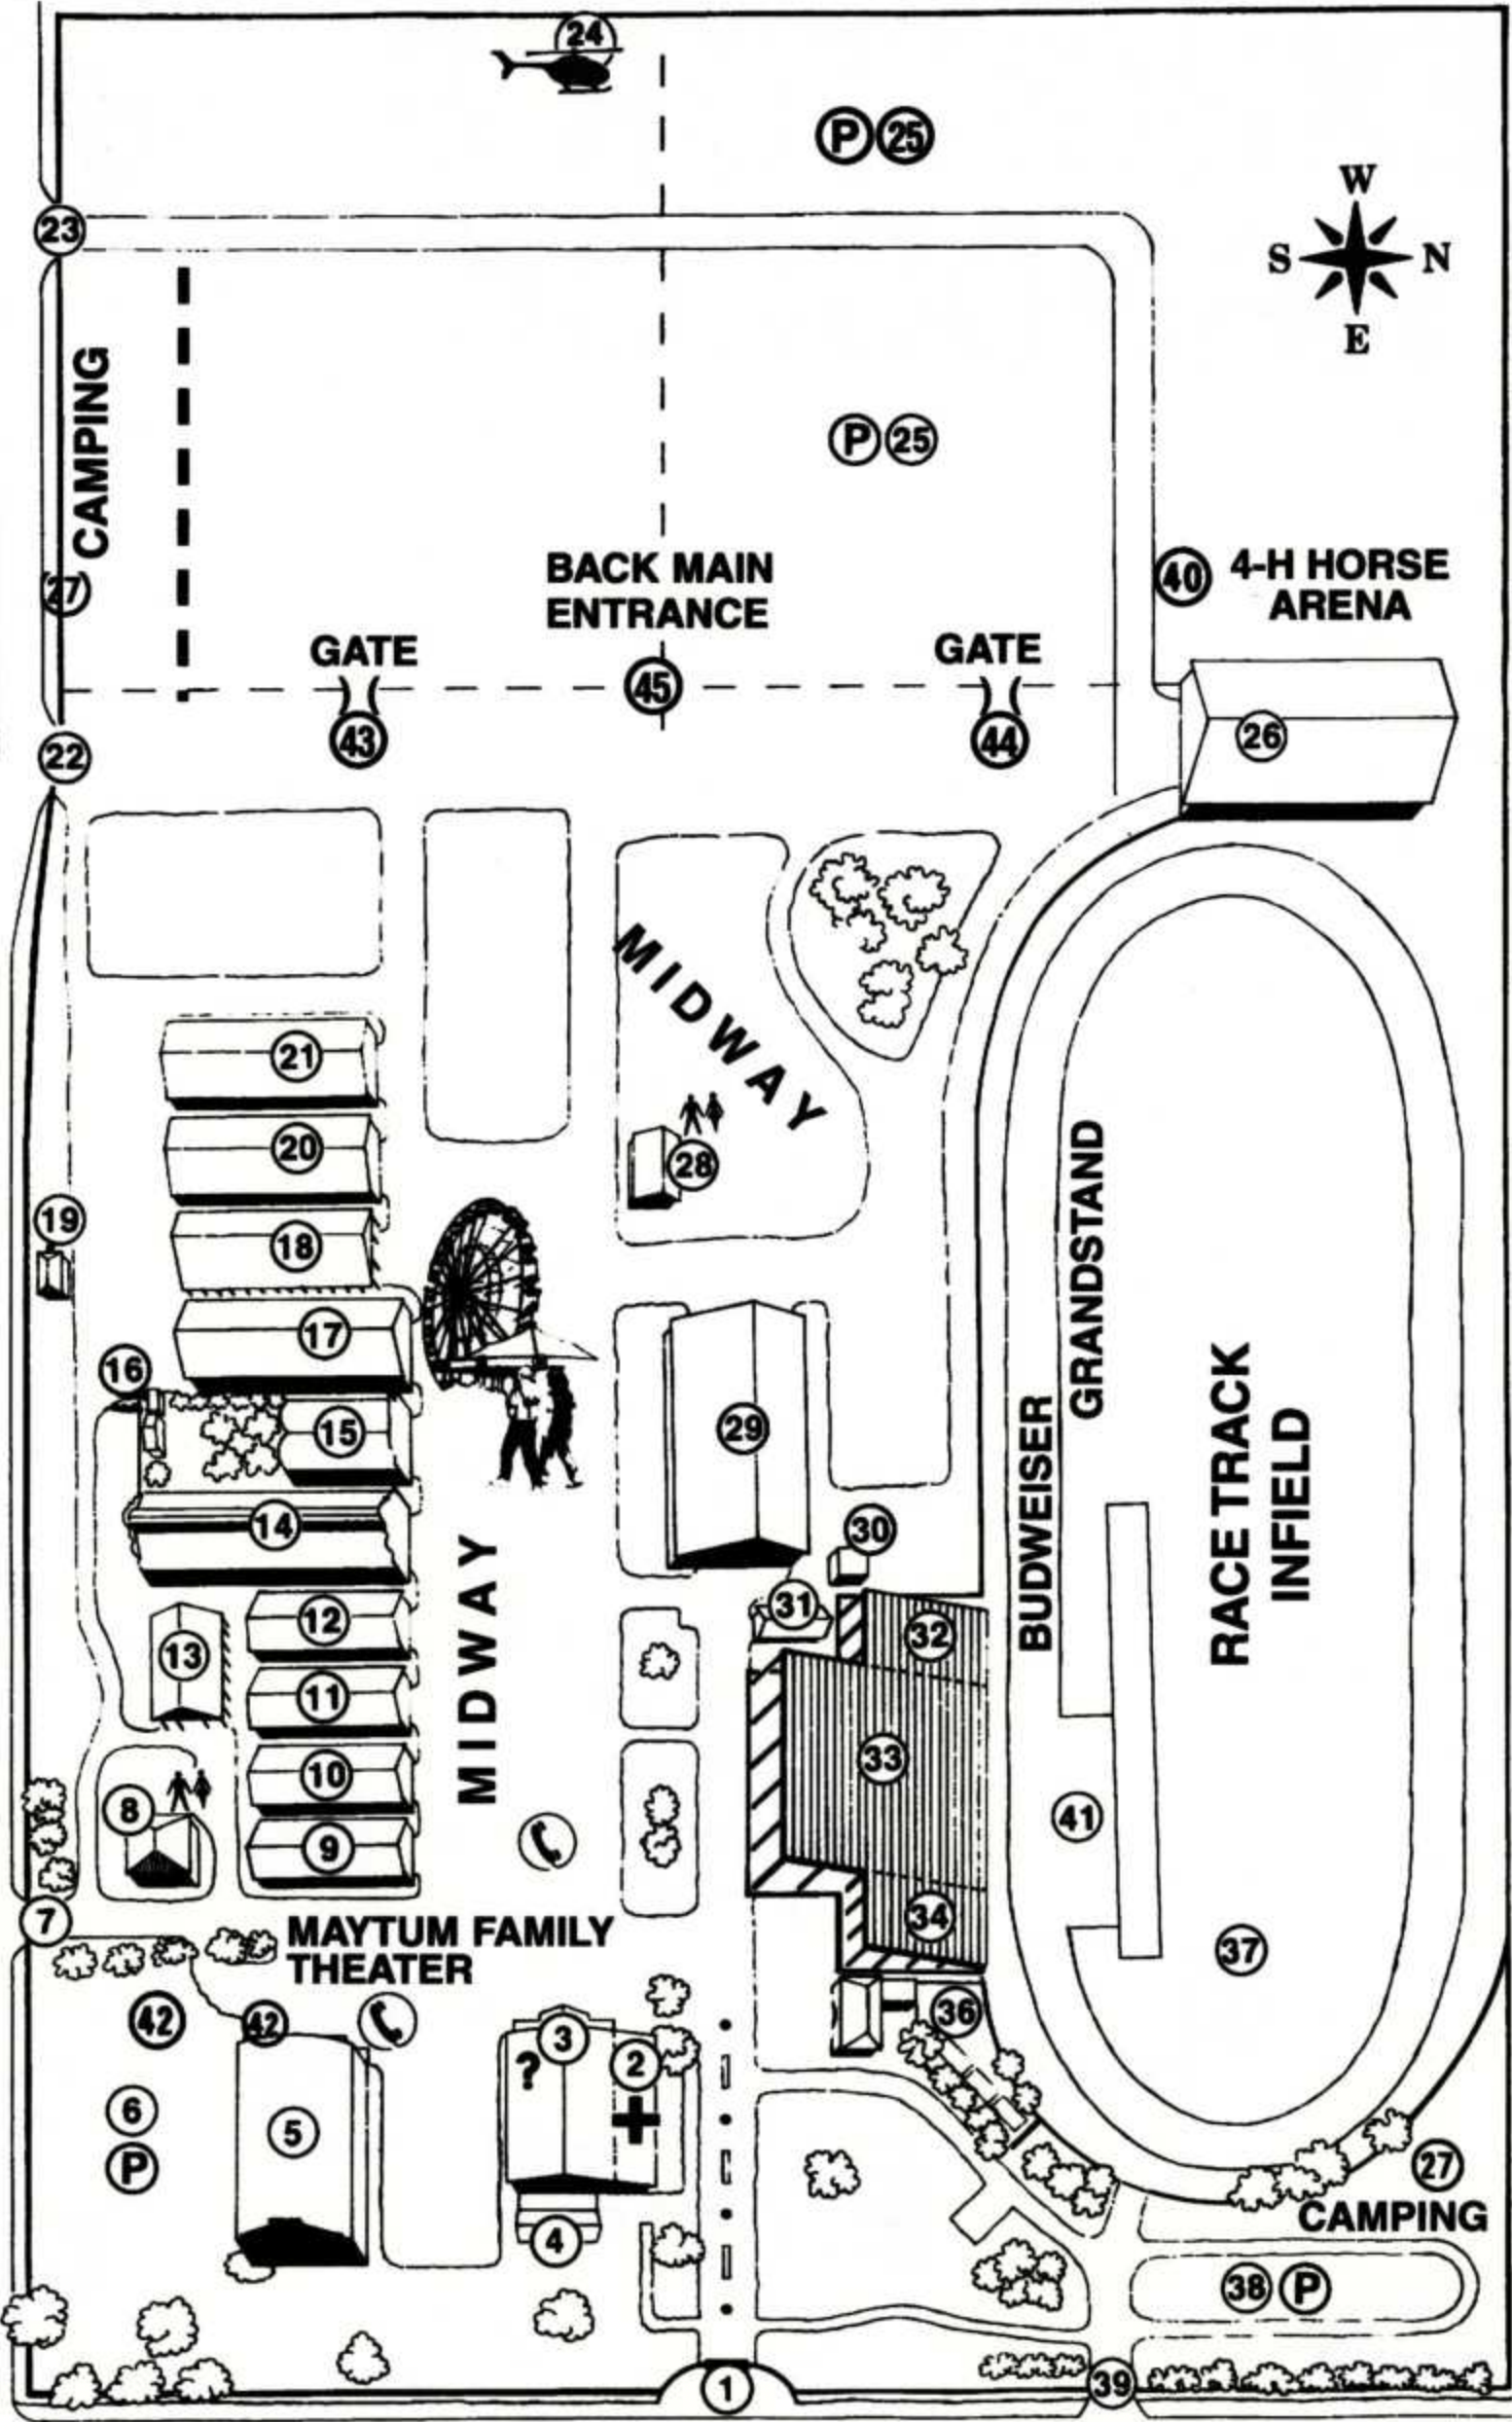 24
P 25
W
S N
E
23
CAMPING
P 25
27
BACK MAIN
ENTRANCE
40 4-H HORSE
ARENA
GATE
GATE
45
43
44
22
26
MIDWAY
21
20
28
19
18
17
16
15
29
14
30
31
12
32
13
11
33
10
8
9
MIDWAY
BUDWEISER
GRANDSTAND
RACE TRACK
INFIELD
41
34
7
MAYTUM FAMILY
THEATER
37
42
42
36
3
?
2
6
P
5
27
CAMPING
4
38 P
1
39